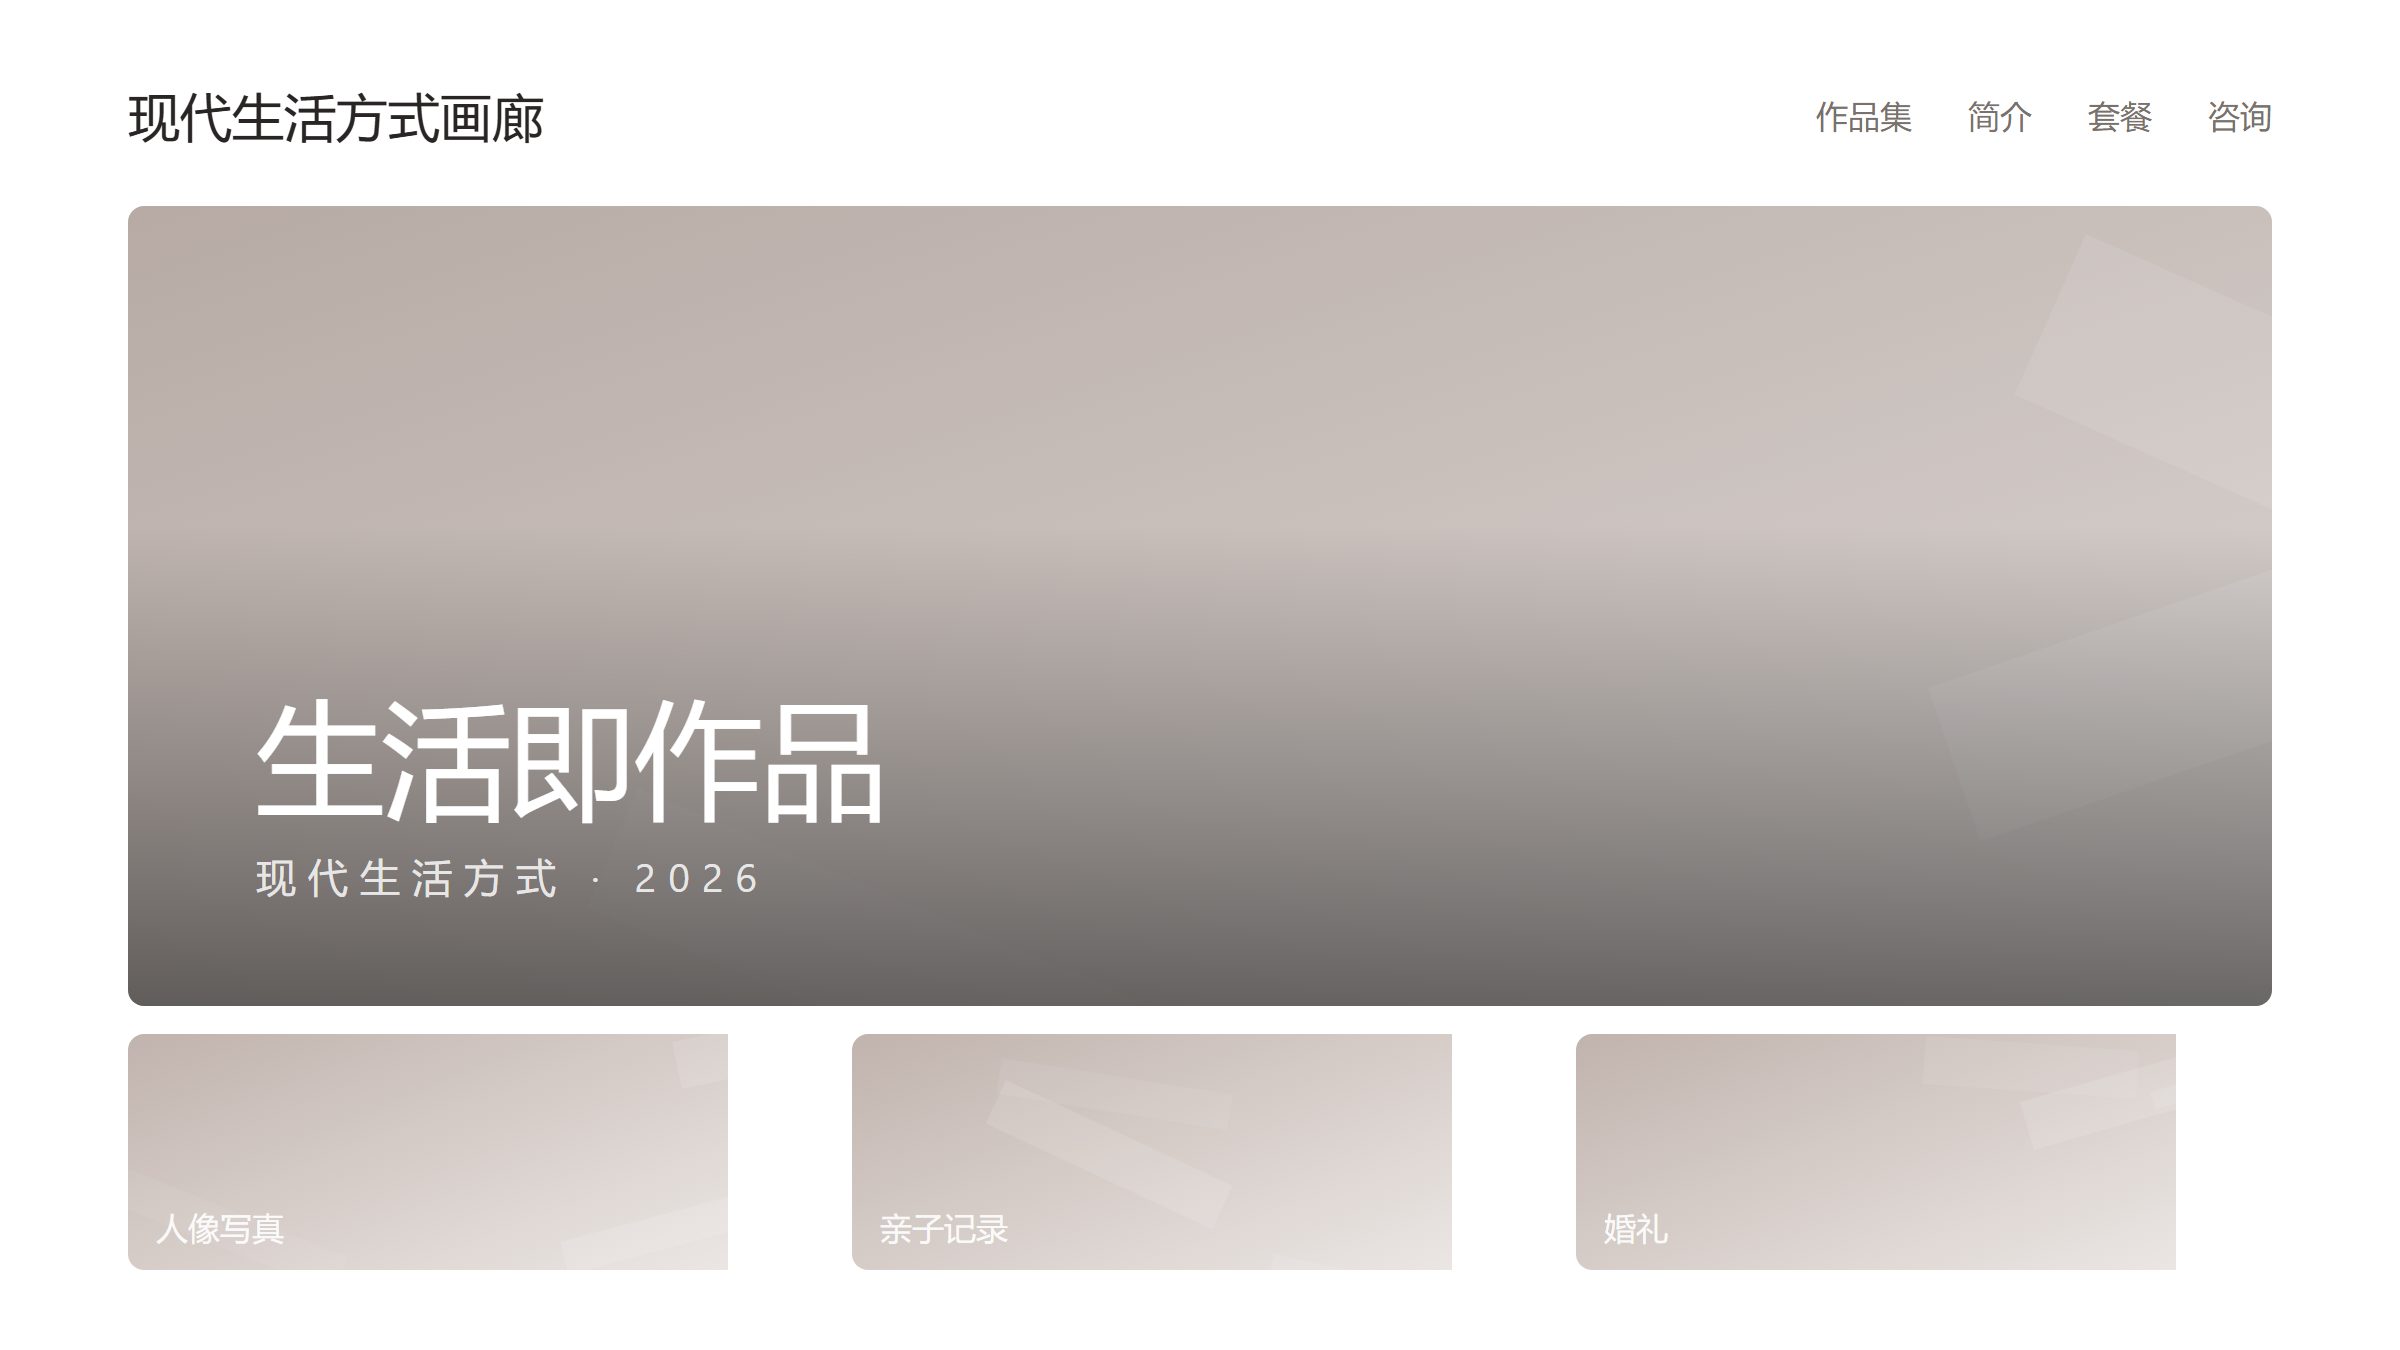 现代生活方式画廊
作品集 简介 套餐 咨询
生活即作品
现代生活方式 · 2026
人像写真
亲子记录
婚礼